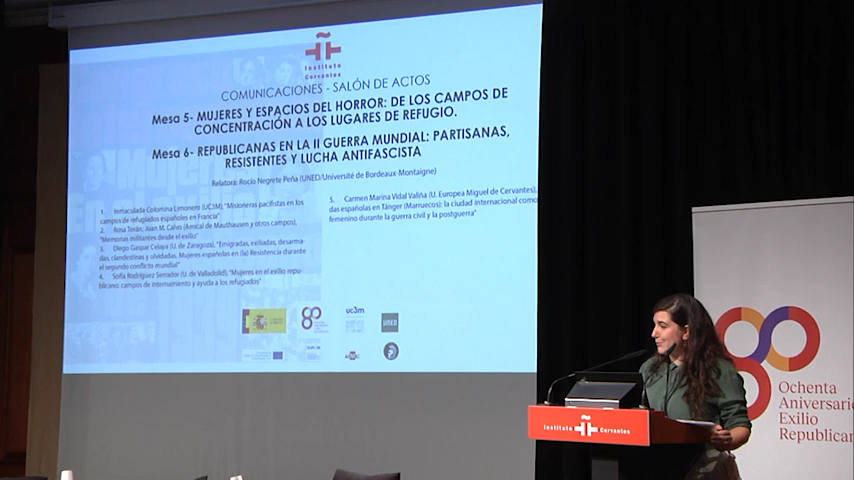 Instituto
Cervantes
COMUNICACIONES - SALÓN DE ACTOS
Mesa 5- MUJERES Y ESPACIOS DEL HORROR: DE LOS CAMPOS DE
CONCENTRACIÓN A LOS LUGARES DE REFUGIO.
Mesa 6- REPUBLICANAS EN LA II GUERRA MUNDIAL: PARTISANAS,
RESISTENTES Y LUCHA ANTIFASCISTA
Relatora: Rocío Negrete Peña (UNED/Université de Bordeaux-Montaigne)
1. Inmaculada Colomina Limonero (UC3M), "Misioneras pacifistas en los
campos de refugiados españoles en Francia"
2. Rosa Torán; Juan M. Calvo (Amical de Mauthausen y otros campos),
"Memorias militantes desde el exilio"
3. Diego Gaspar Celaya (U. de Zaragoza), "Emigradas, exiliadas, desarma-
das, clandestinas y olvidadas. Mujeres españolas en (la) Resistencia durante
el segundo conflicto mundial"
4. Sofía Rodríguez Serrador (U. de Valladolid), "Mujeres en el exilio repu-
blicano: campos de internamiento y ayuda a los refugiados"
5. Carmen Marina Vidal Valiña (U. Europea Miguel de Cervantes),
das españolas en Tánger (Marruecos): la ciudad internacional como
femenino durante la guerra civil y la postguerra"
uc3m
UNED
Instituto Cervantes
80
Ochenta
Aniversario
Exilio
Republican